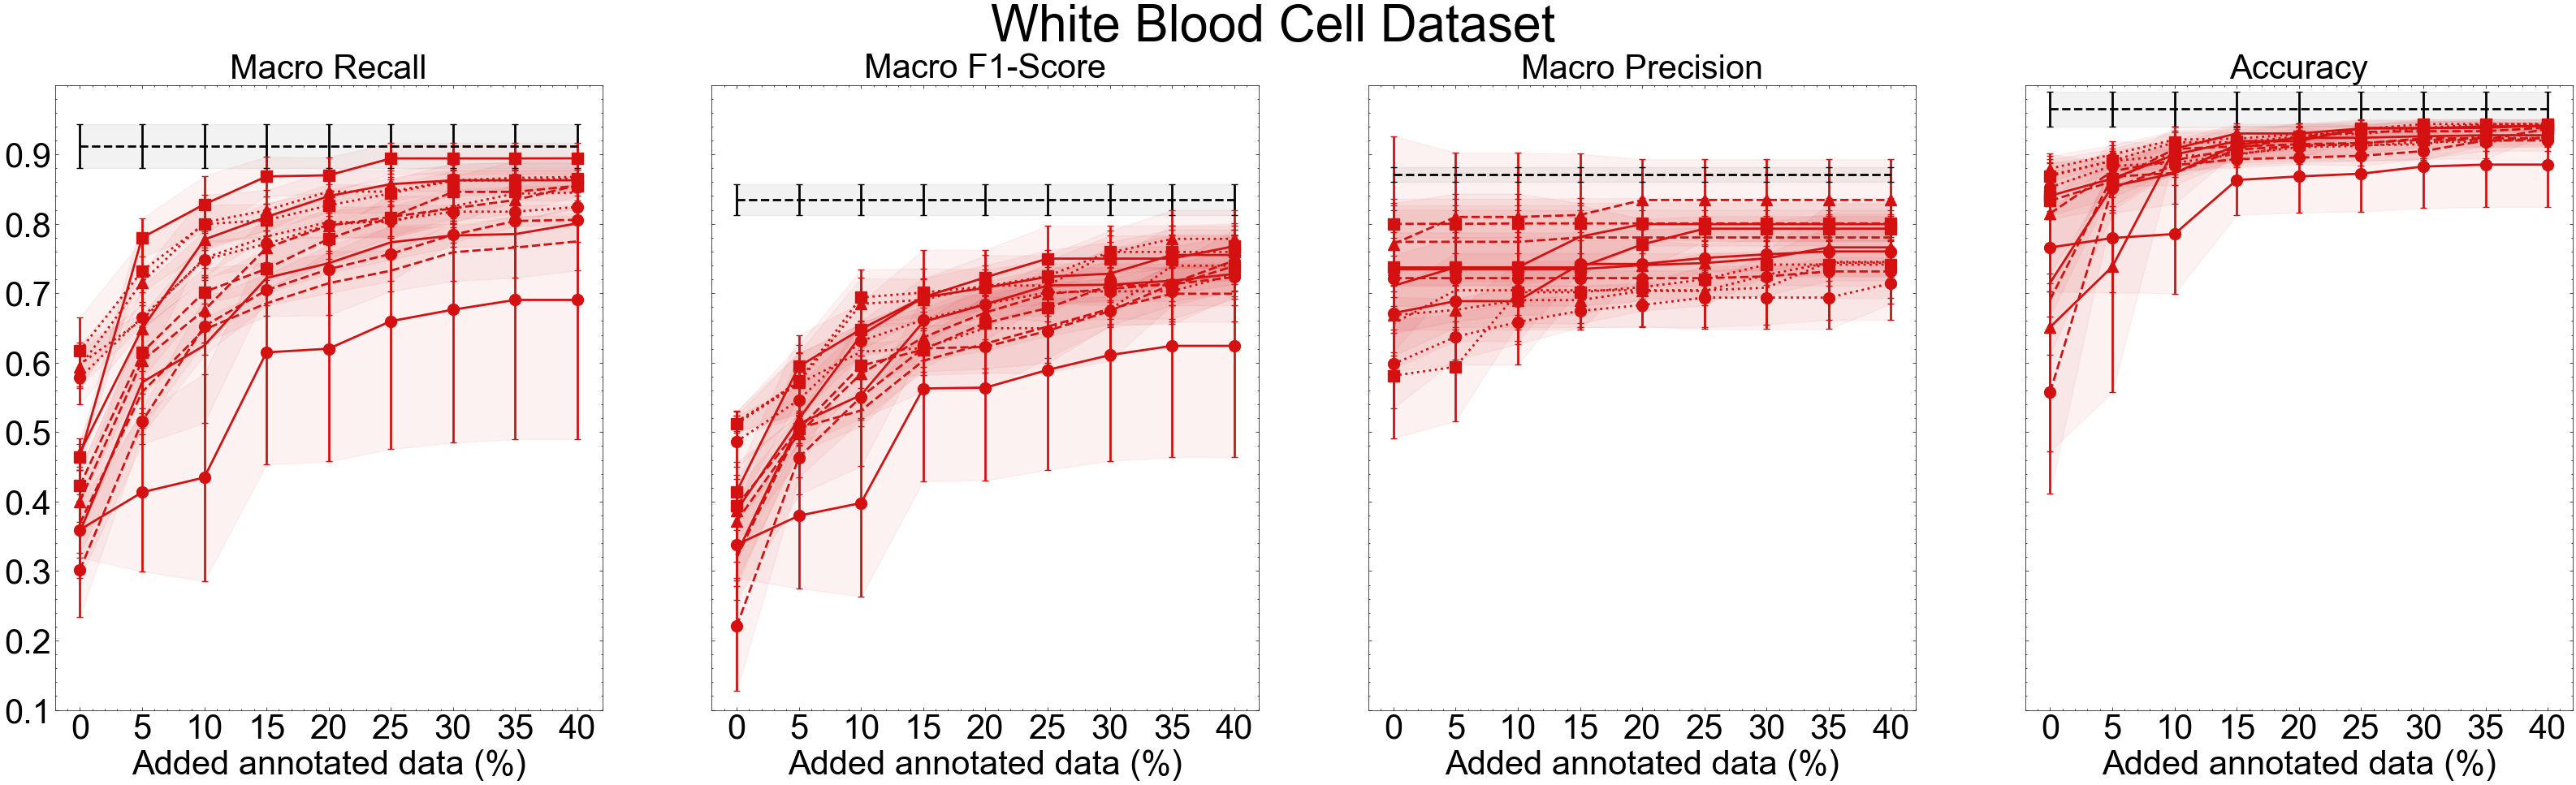 White Blood Cell Dataset
Macro Recall
Macro F1-Score
Macro Precision
Accuracy
0.9
0.8
0.7
0.6
0.5
0.4
0.3
0.2
0.1
0 5 10 15 20 25 30 35 40
0 5 10 15 20 25 30 35 40
0 5 10 15 20 25 30 35 40
0 5 10 15 20 25 30 35 40
Added annotated data (%)
Added annotated data (%)
Added annotated data (%)
Added annotated data (%)